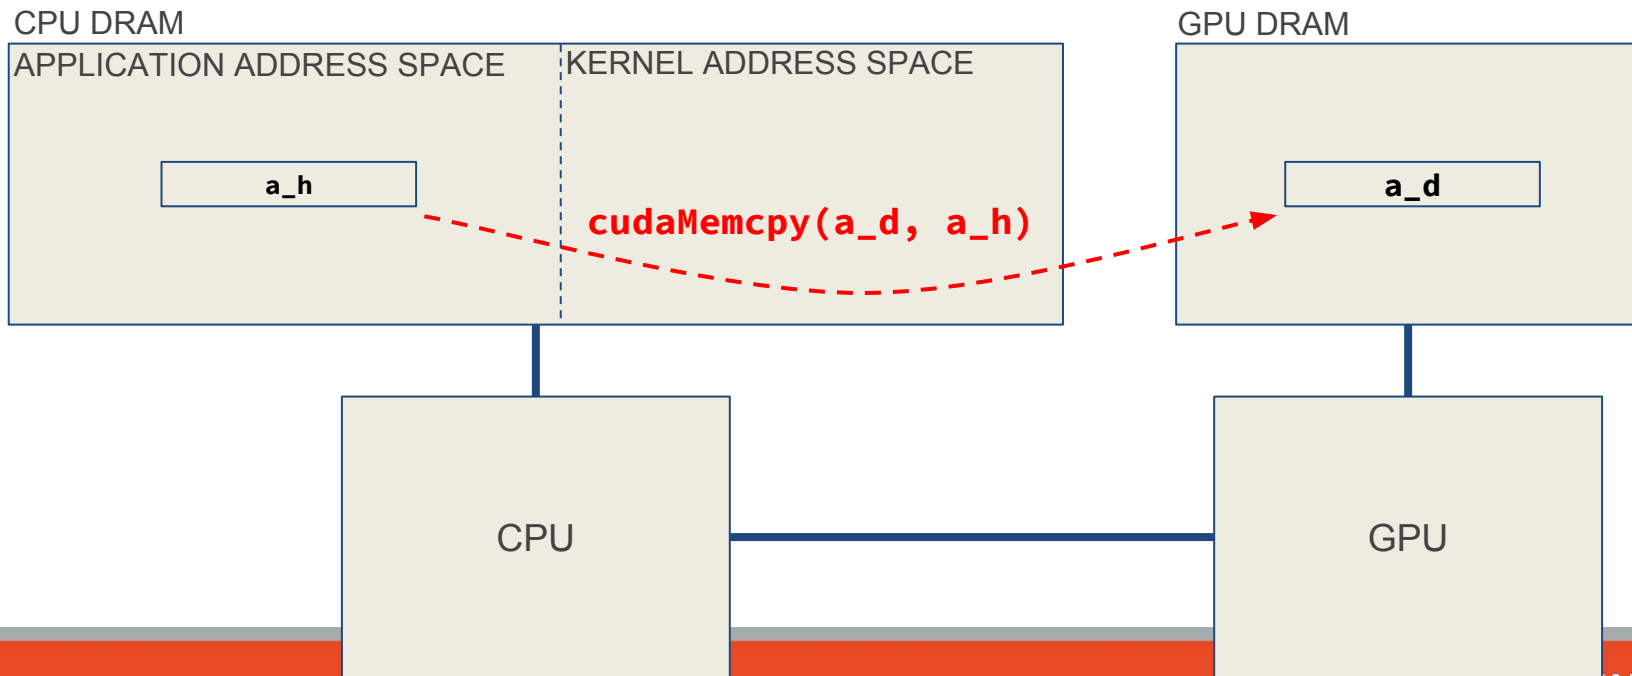 CPU DRAM
GPU DRAM
APPLICATION ADDRESS SPACE
KERNEL ADDRESS SPACE
a_h
a_d
cudaMemcpy(a_d, a_h)
CPU
GPU